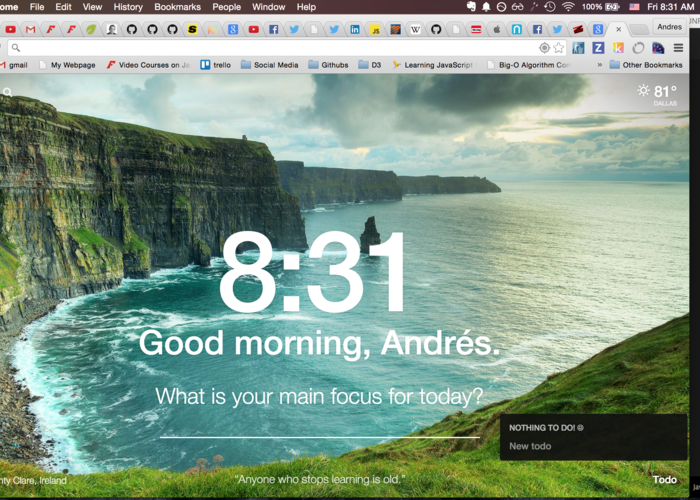 ome File Edit View History Bookmarks People Window Help 100% Fri 8:31 AM
Andres
gmail My Webpage Video Courses on Ja trello Social Media Githubs D3 Learning JavaScript Big-O Algorithm Con » Other Bookmarks
81°
DALLAS
8:31
Good morning, Andrés.
What is your main focus for today?
NOTHING TO DO!
New todo
nty Clare, Ireland
"Anyone who stops learning is old."
Todo